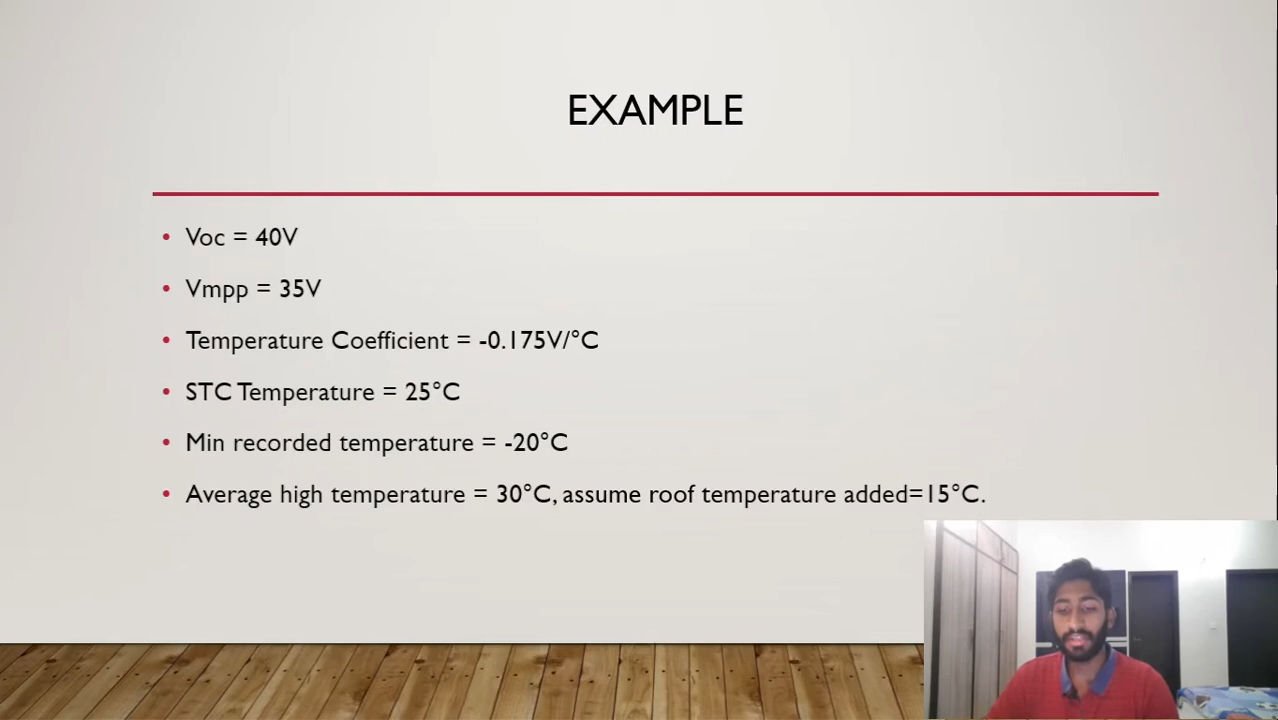 EXAMPLE
• Voc = 40V
• Vmpp = 35V
• Temperature Coefficient = -0.175V/°C
• STC Temperature = 25°C
• Min recorded temperature = -20°C
• Average high temperature = 30°C, assume roof temperature added=15°C.